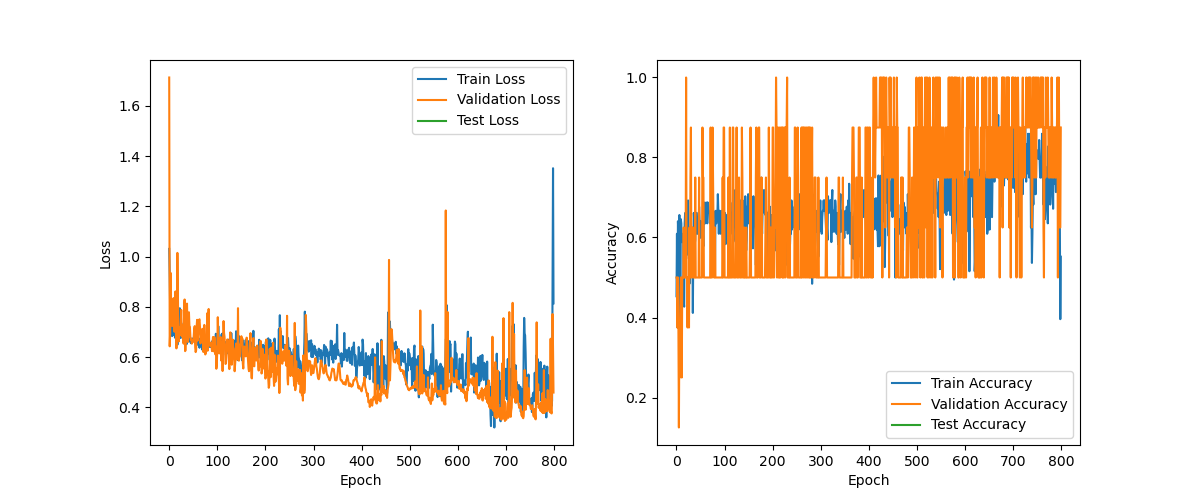 Train Loss
Validation Loss
Test Loss
1.6
1.4
1.2
1.0
0.8
0.6
0.4
Loss
0 100 200 300 400 500 600 700 800
Epoch
1.0
0.8
0.6
0.4
0.2
Accuracy
Train Accuracy
Validation Accuracy
Test Accuracy
0 100 200 300 400 500 600 700 800
Epoch